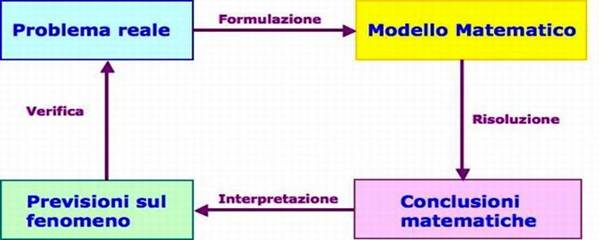 Problema reale
Formulazione
Modello Matematico
Verifica
Risoluzione
Previsioni sul
fenomeno
Interpretazione
Conclusioni
matematiche